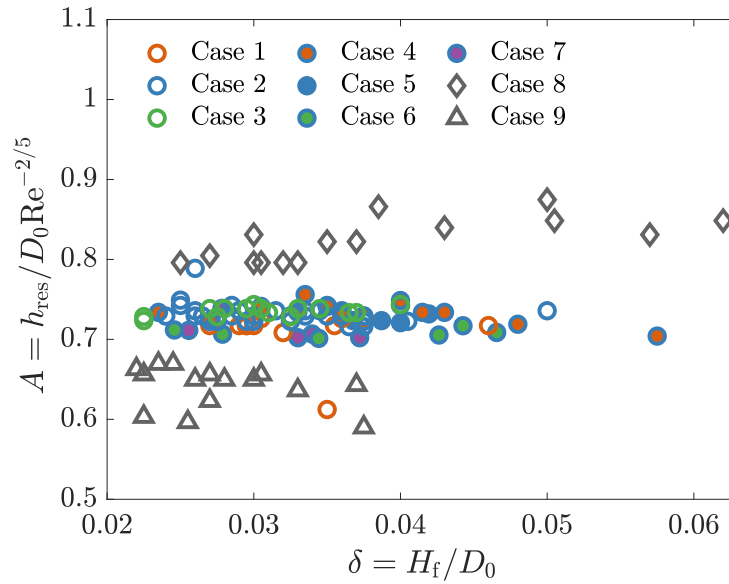 1.1
1
0.9
0.8
0.7
0.6
0.5
A = h_res/D_0Re^{-2/5}
Case 1
Case 2
Case 3
Case 4
Case 5
Case 6
Case 7
Case 8
Case 9
0.02 0.03 0.04 0.05 0.06
δ = H_f/D_0